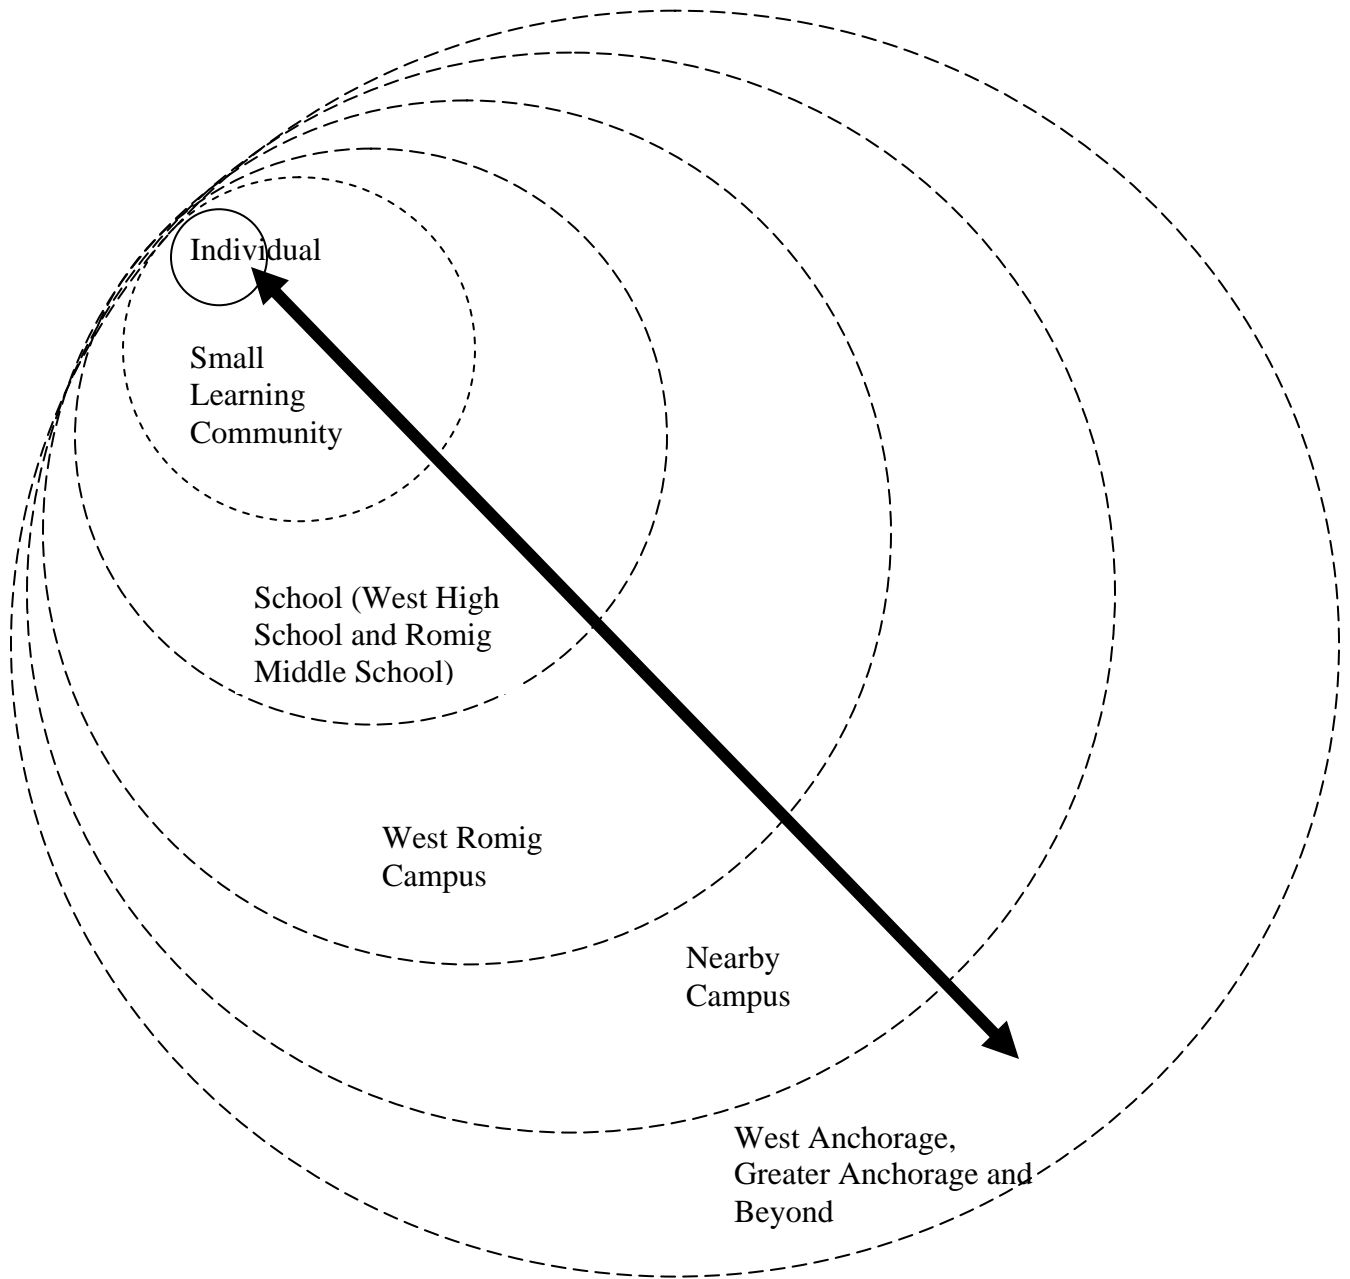 Individual
Small
Learning
Community
School (West High
School and Romig
Middle School)
West Romig
Campus
Nearby
Campus
West Anchorage,
Greater Anchorage and
Beyond